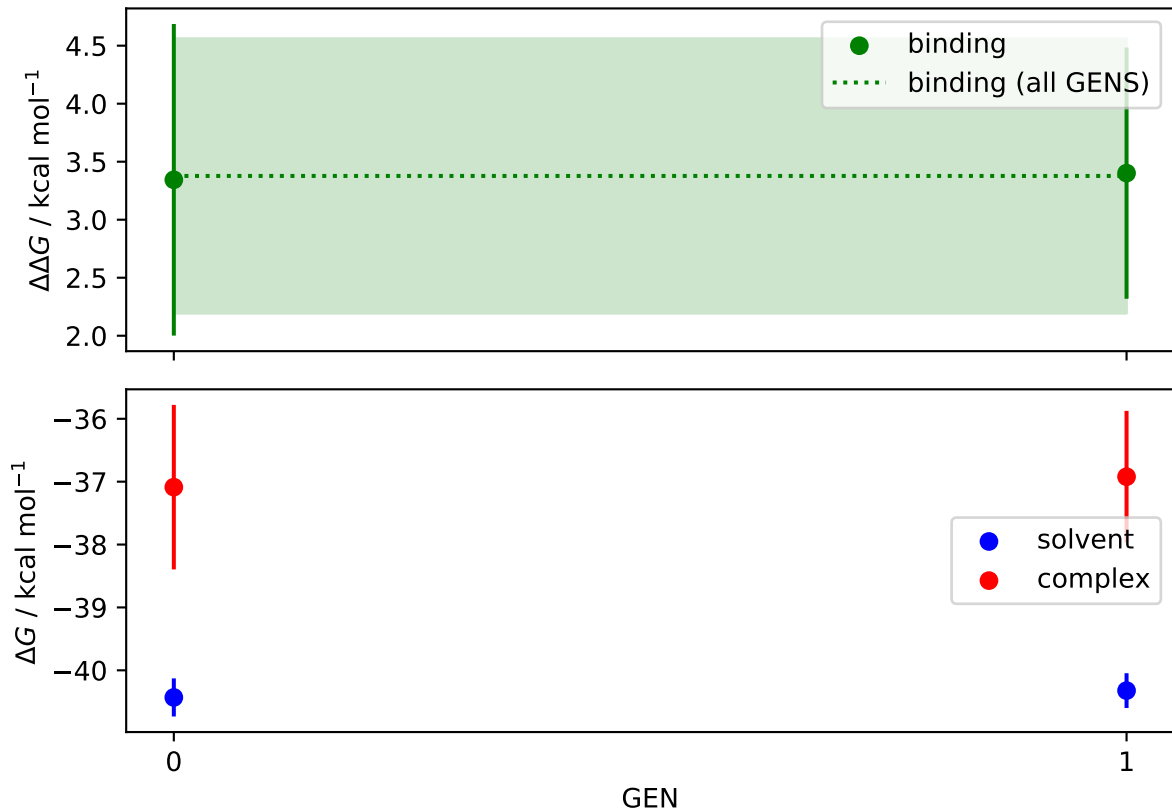 4.5
4.0
3.5
3.0
2.5
2.0
ΔΔG / kcal mol⁻¹
binding
binding (all GENS)
−36
−37
−38
−39
−40
ΔG / kcal mol⁻¹
solvent
complex
0
1
GEN